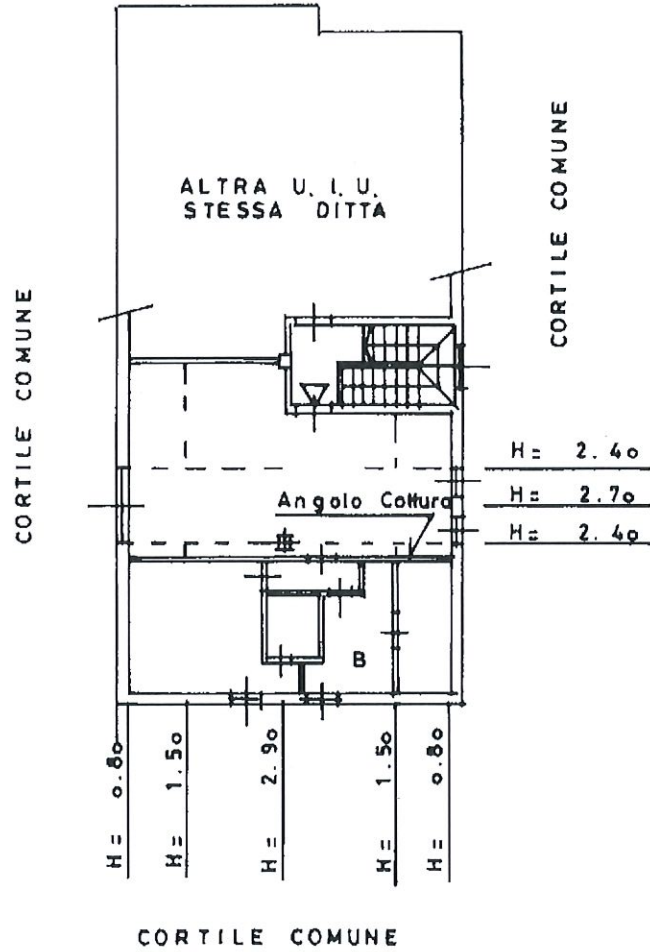 ALTRA U. I. U.
STESSA DITTA
CORTILE COMUNE
CORTILE COMUNE
H= 2.40
H= 2.70
H= 2.40
Angolo Cottura
B
H= 0.80
H= 1.50
H= 2.90
H= 1.50
H= 0.80
CORTILE COMUNE